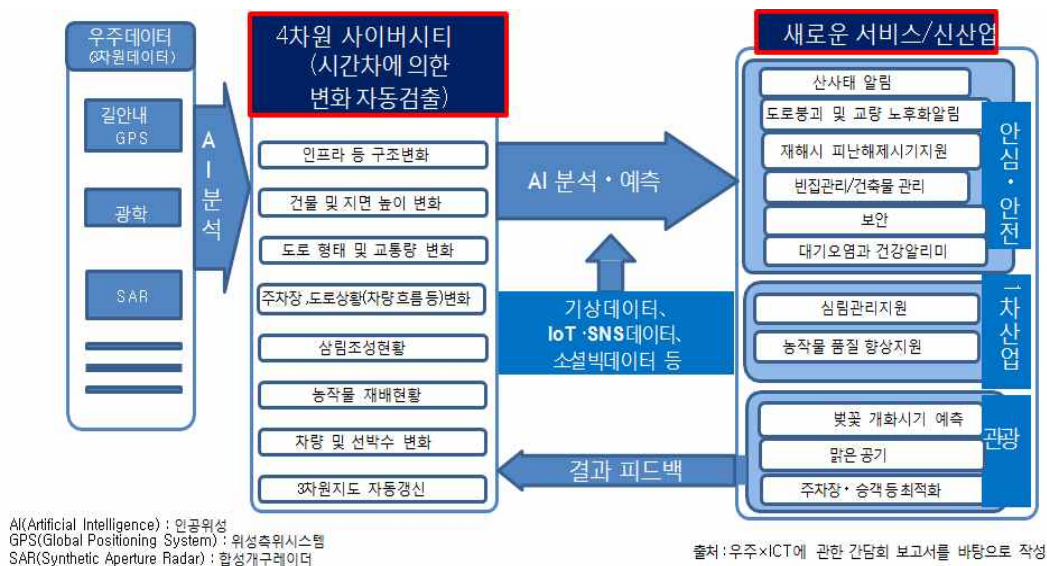 우주데이터
(3차원데이터)
길안내
GPS
광학
SAR
AI분석
4차원 사이버시티
(시간차에 의한
변화 자동검출)
인프라 등 구조변화
건물 및 지면 높이 변화
도로 형태 및 교통량 변화
주차장,도로상황(차량 흐름 등)변화
삼림조성현황
농작물 재배현황
차량 및 선박수 변화
3차원지도 자동갱신
AI 분석・예측
기상데이터、
IoT・SNS데이터、
소셜빅데이터 등
결과 피드백
새로운 서비스/신산업
산사태 알림
도로붕괴 및 교량 노후화알림
재해시 피난해제시기지원
빈집관리/건축물 관리
보안
대기오염과 건강알리미
안심・안전
심림관리지원
농작물 품질 향상지원
차산업
벚꽃 개화시기 예측
맑은 공기
주차장・승객 등 최적화
관광
AI(Artificial Intelligence) : 인공위성
GPS(Global Positioning System) : 위성측위시스템
SAR(Synthetic Aperture Radar) : 합성개구레이더
출처 : 우주×ICT에 관한 간담회 보고서를 바탕으로 작성